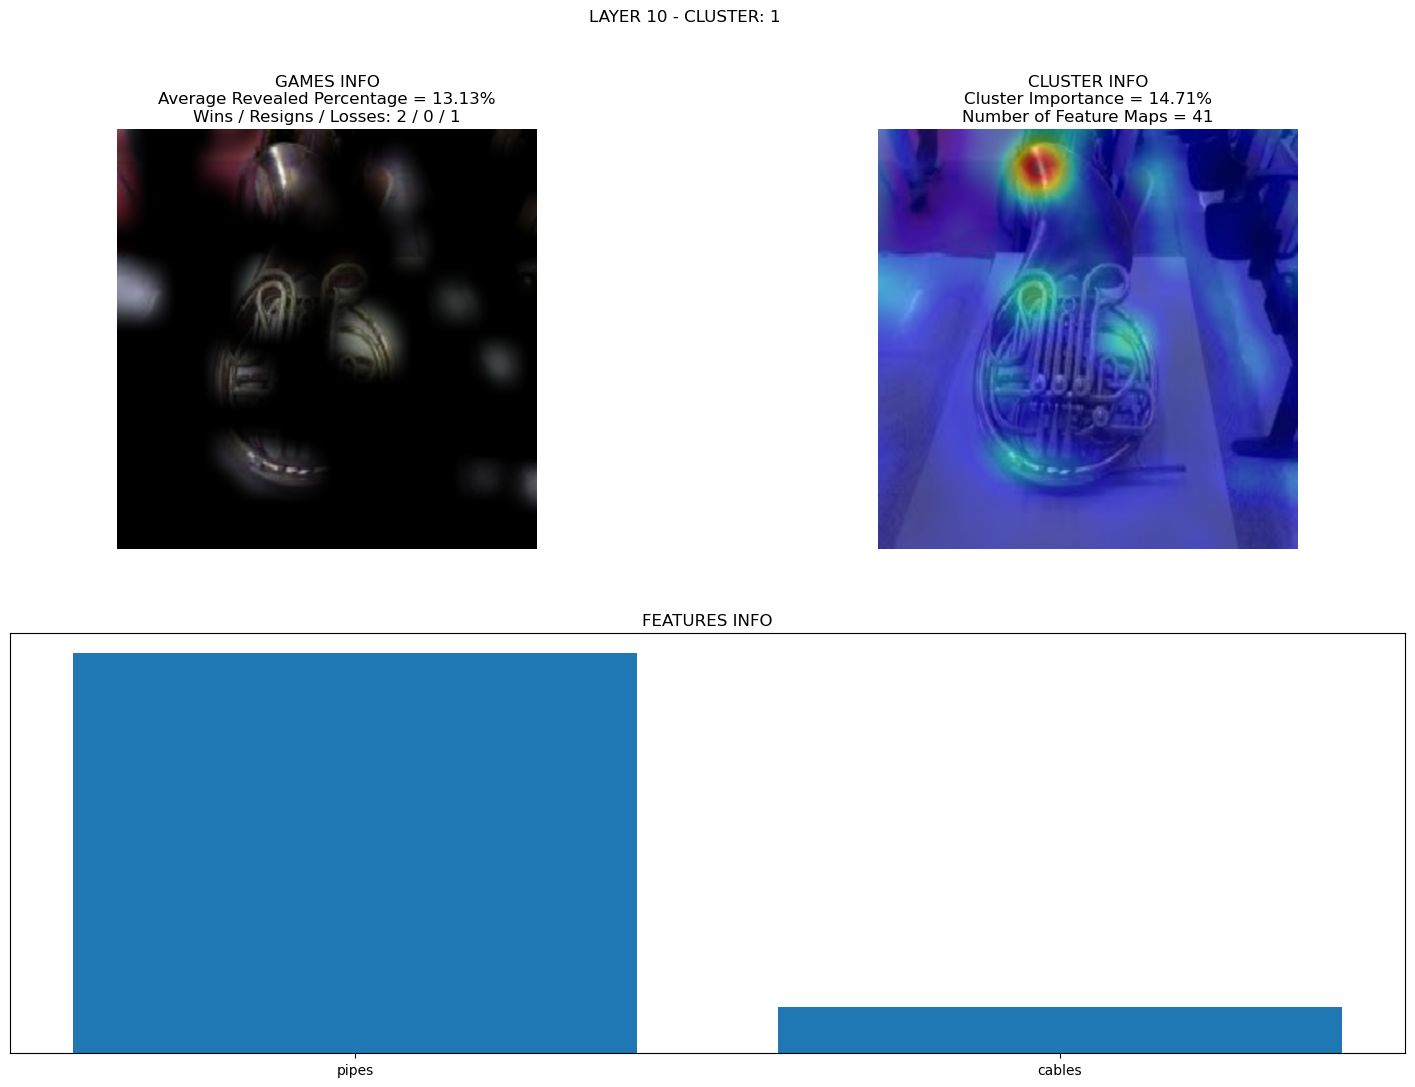 LAYER 10 - CLUSTER: 1
GAMES INFO
Average Revealed Percentage = 13.13%
Wins / Resigns / Losses: 2 / 0 / 1
CLUSTER INFO
Cluster Importance = 14.71%
Number of Feature Maps = 41
FEATURES INFO
pipes
cables